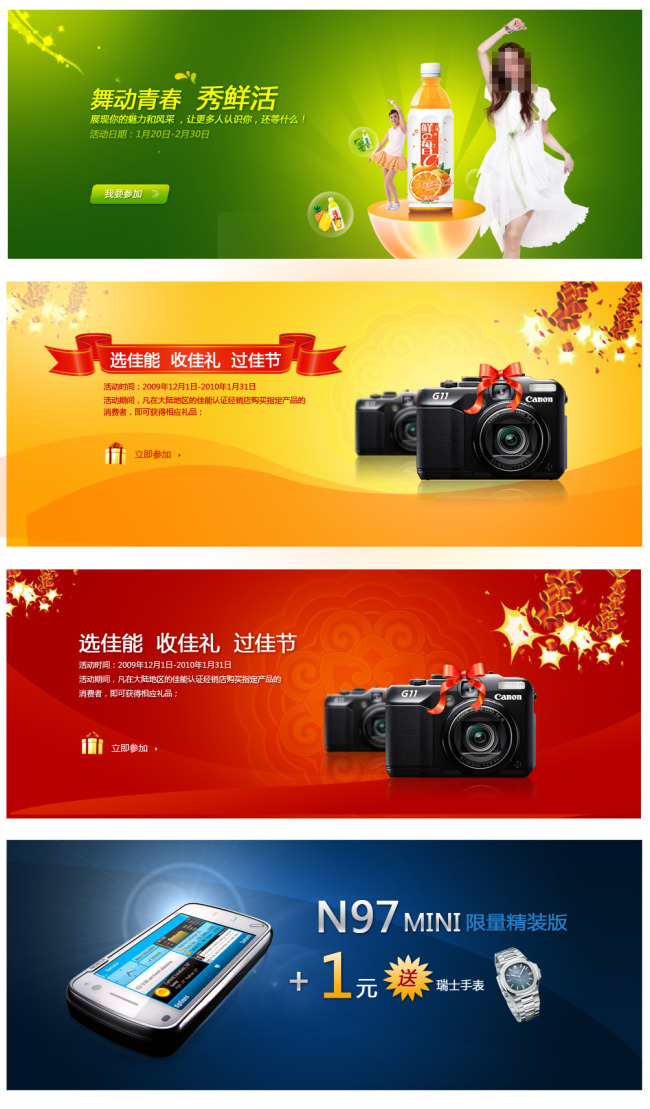 舞动青春 秀鲜活
展现你的魅力和风采，让更多人认识你，还等什么！
活动日期：1月20日-2月30日
我要参加
鲜の每日C
选佳能 收佳礼 过佳节
活动时间：2009年12月1日-2010年1月31日
活动期间，凡在大陆地区的佳能认证经销店购买指定产品的
消费者，即可获得相应礼品；
立即参加
G11
Canon
选佳能 收佳礼 过佳节
活动时间：2009年12月1日-2010年1月31日
活动期间，凡在大陆地区的佳能认证经销店购买指定产品的
消费者，即可获得相应礼品；
立即参加
G11
Canon
N97 MINI 限量精装版
+1元 送 瑞士手表
Options